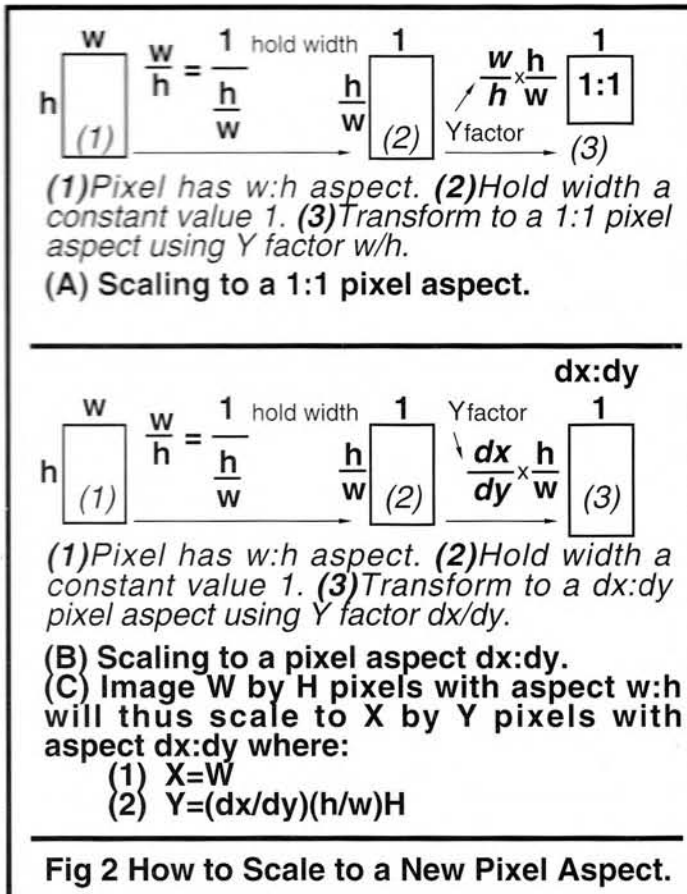 w
w/h = 1/(h/w) hold width 1 1
h h/w w/h x h/w 1:1
(1) (2) Y factor (3)
(1)Pixel has w:h aspect. (2)Hold width a
constant value 1. (3)Transform to a 1:1 pixel
aspect using Y factor w/h.
(A) Scaling to a 1:1 pixel aspect.
dx:dy
w w/h = 1/(h/w) hold width 1 Y factor 1
h h/w dx/dy x h/w
(1) (2) (3)
(1)Pixel has w:h aspect. (2)Hold width a
constant value 1. (3)Transform to a dx:dy
pixel aspect using Y factor dx/dy.
(B) Scaling to a pixel aspect dx:dy.
(C) Image W by H pixels with aspect w:h
will thus scale to X by Y pixels with
aspect dx:dy where:
(1) X=W
(2) Y=(dx/dy)(h/w)H
Fig 2 How to Scale to a New Pixel Aspect.